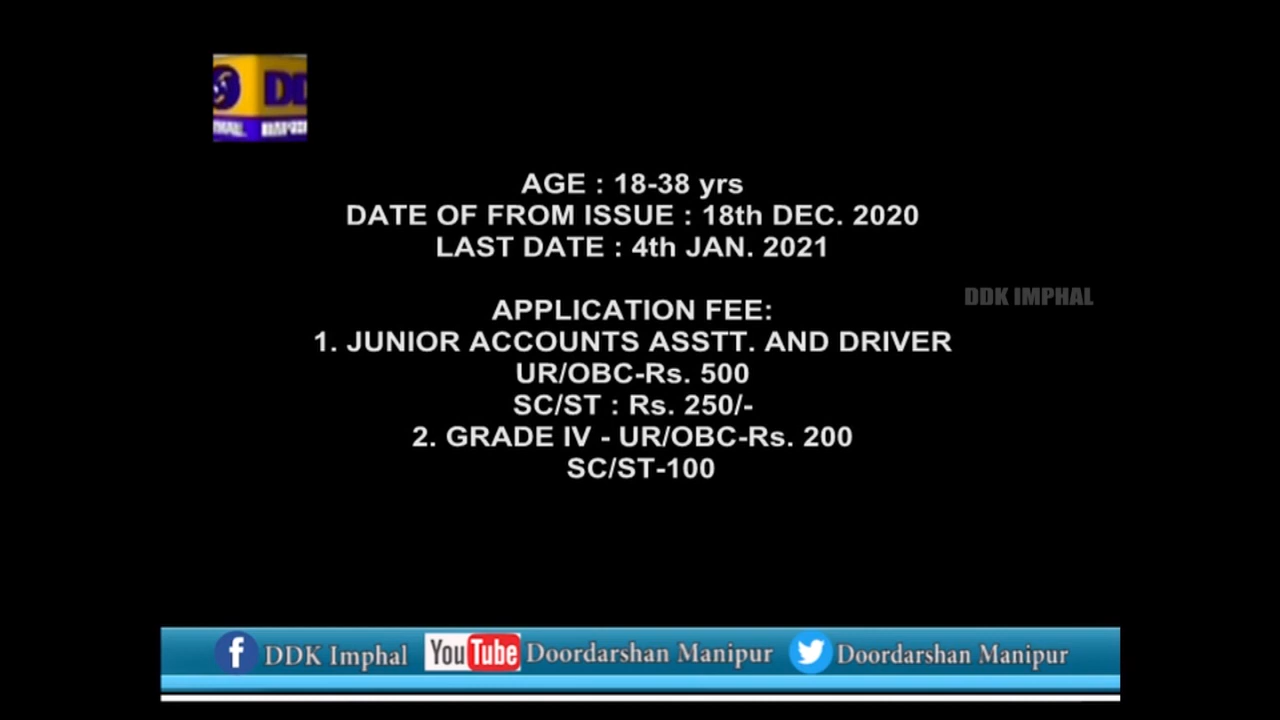 DD
AGE : 18-38 yrs
DATE OF FROM ISSUE : 18th DEC. 2020
LAST DATE : 4th JAN. 2021
DDK IMPHAL
APPLICATION FEE:
1. JUNIOR ACCOUNTS ASSTT. AND DRIVER
UR/OBC-Rs. 500
SC/ST : Rs. 250/-
2. GRADE IV - UR/OBC-Rs. 200
SC/ST-100
f DDK Imphal YouTube Doordarshan Manipur Doordarshan Manipur